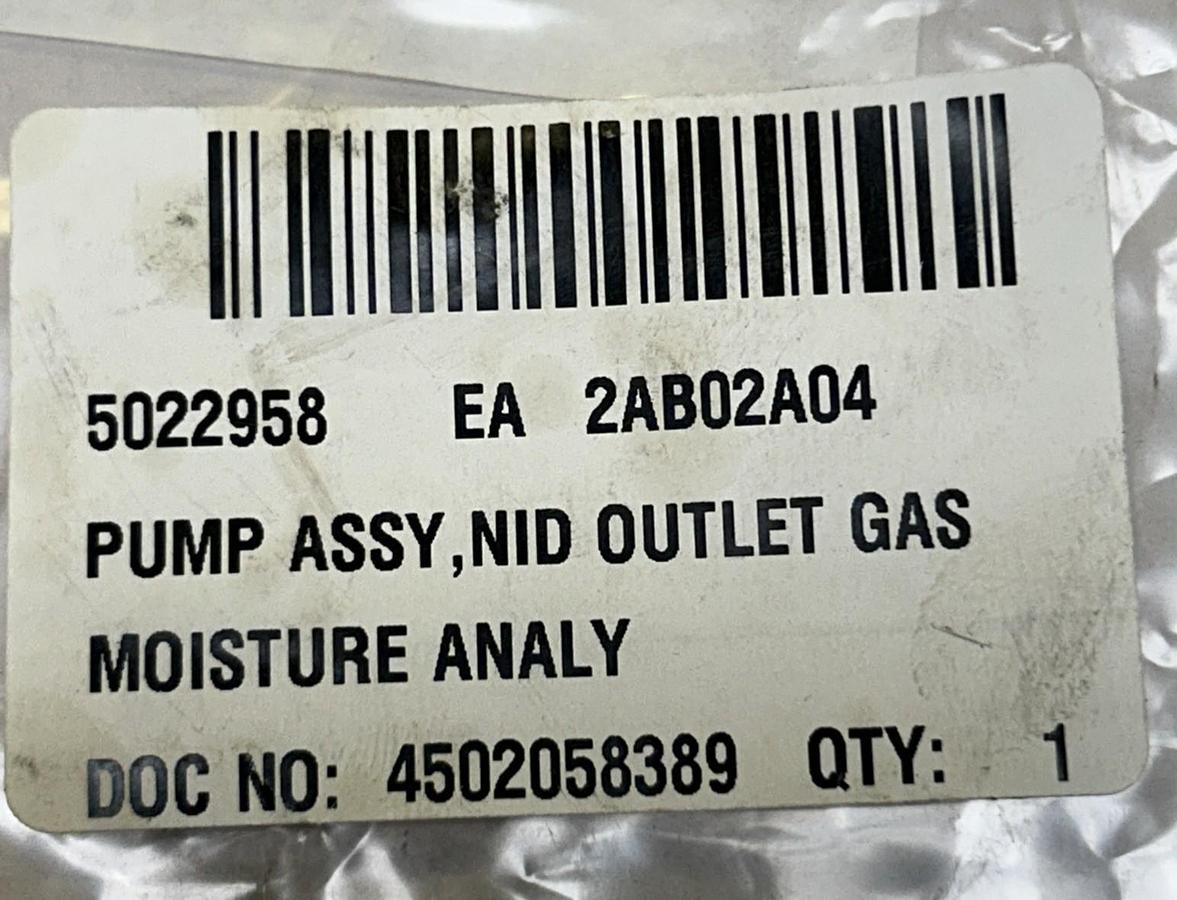 5022958 EA 2AB02A04
PUMP ASSY,NID OUTLET GAS
MOISTURE ANALY
DOC NO: 4502058389 QTY: 1